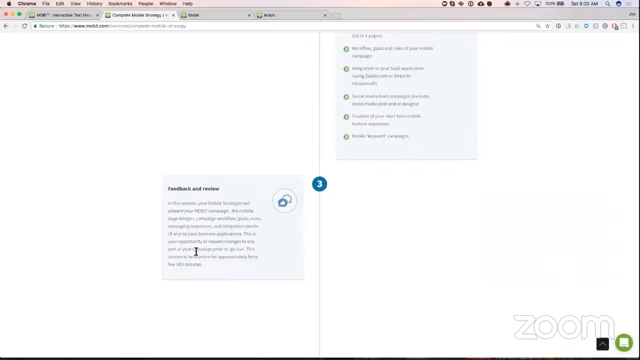 Chrome File Edit View History Bookmarks People Window Help
100%
Sat 8:33 AM
MOBIT : Interactive Text Mes
Complete Mobile Strategy |
Mobit
Mobit
Secure https://www.mobit.com/services/complete-mobile-strategy
(up to 4 pages)
Workflow, goals and rules of your mobile
campaign
Integration to your SaaS application
(using Zapier.com or direct to
Infusionsoft)
Social media lead campaigns (includes
social media post and/or designs)
Creation of your short-term mobile
nurture sequences
Mobile "keyword" campaigns
3
Feedback and review
In this session, your Mobile Strategist will
present your MOBIT campaign, the mobile
page designs, campaign workflow, goals, rules,
messaging sequences, and integration points
(if any) to your business applications. This is
your opportunity to request changes to any
part of your campaign prior to 'go-live'. This
session is interactive for approximately forty-
five (45) minutes.
zoom